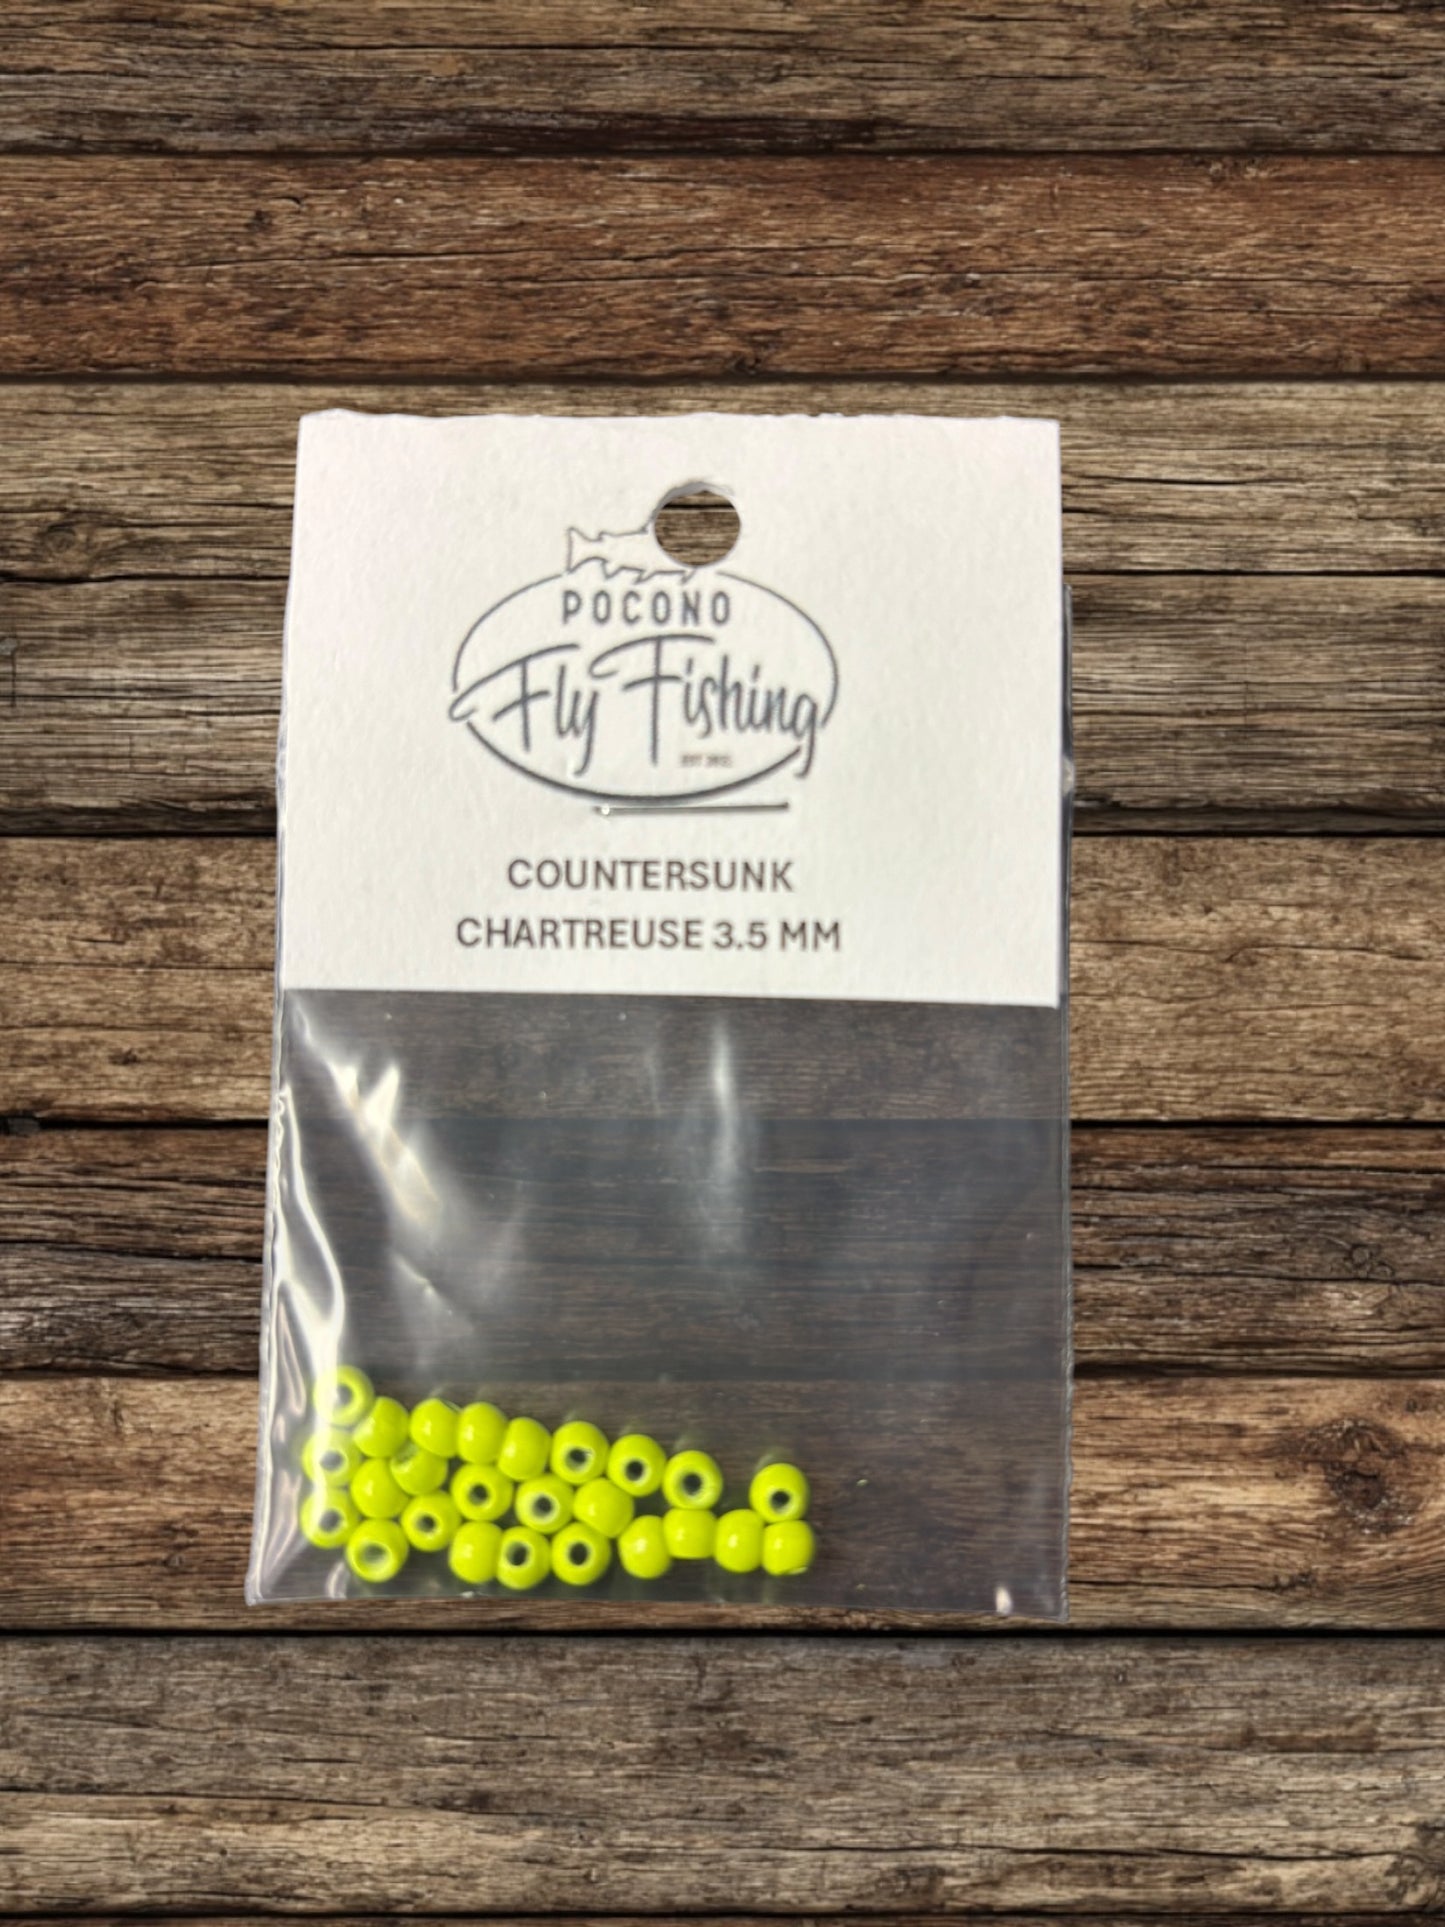 POCONO
Fly Fishing
COUNTERSUNK
CHARTREUSE 3.5 MM